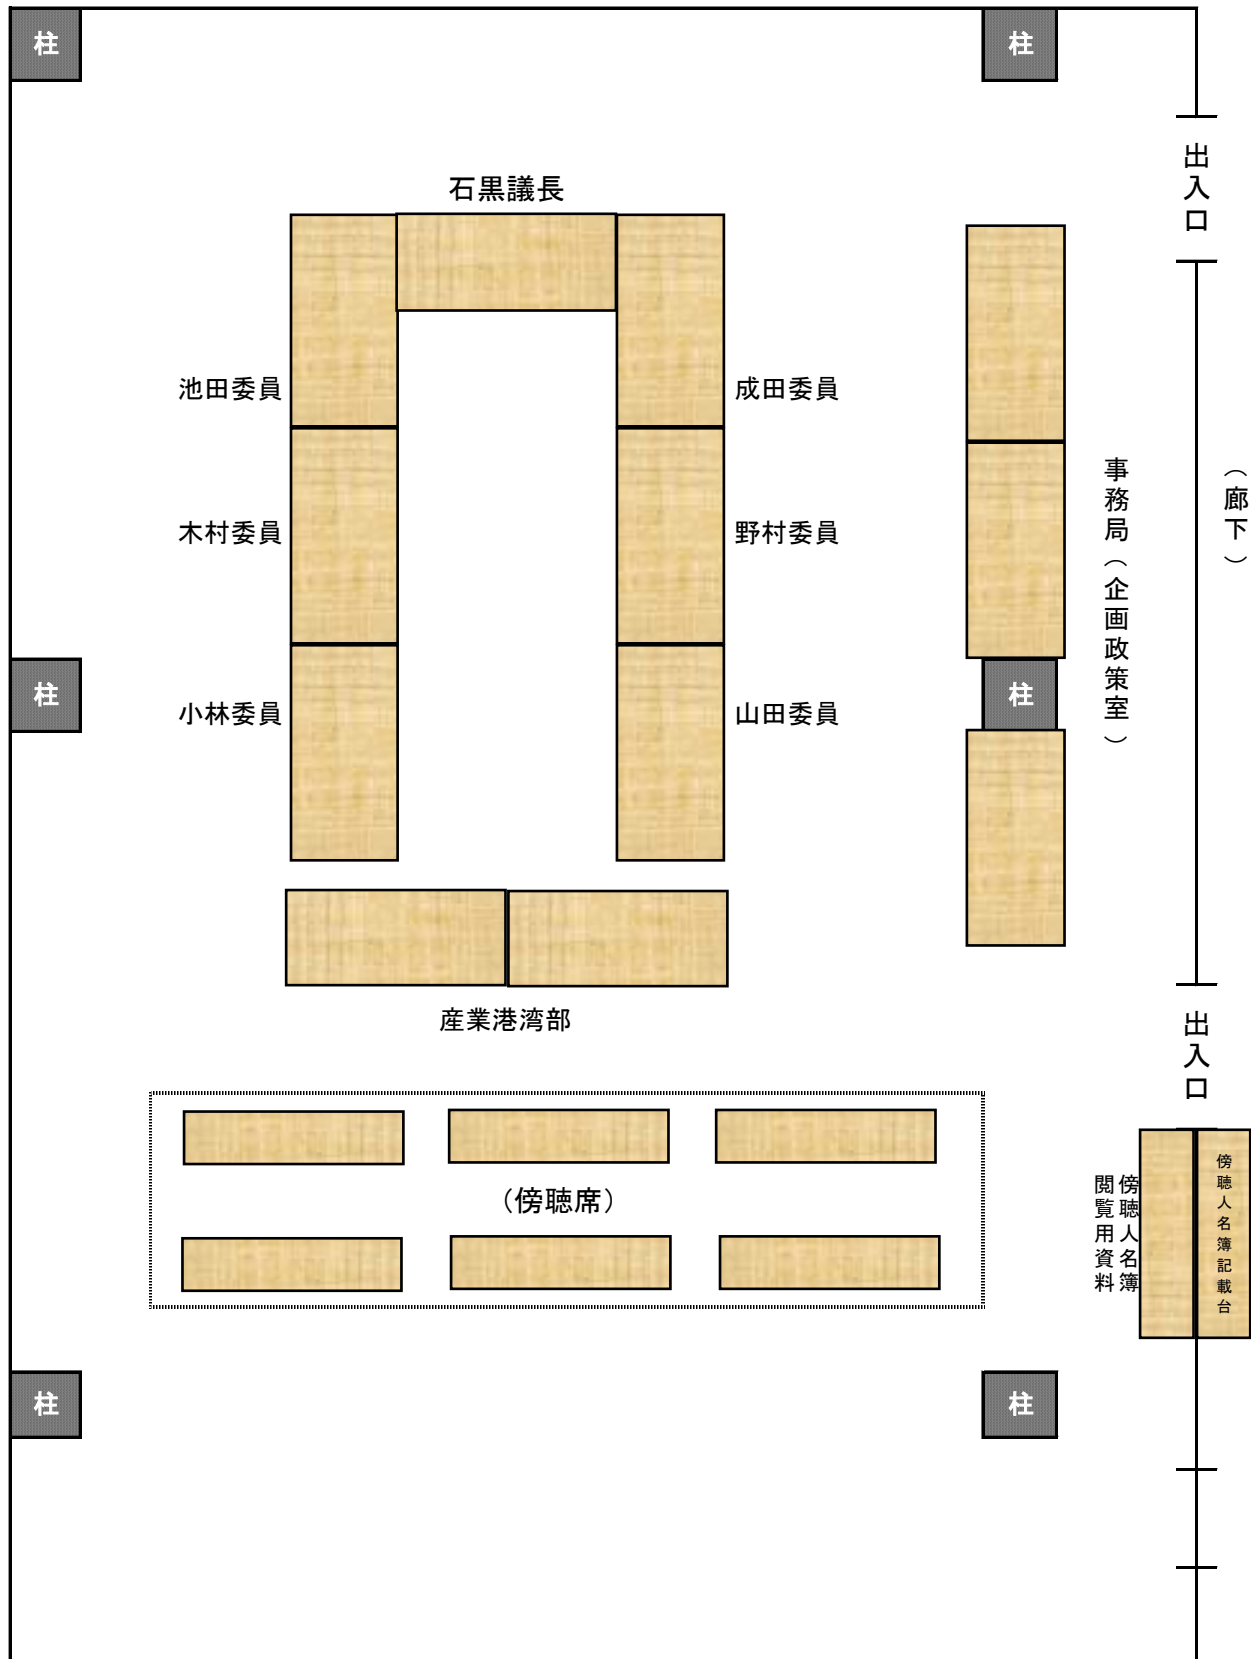 柱
柱
出入口
石黒議長
池田委員
成田委員
木村委員
野村委員
事務局（企画政策室）
（廊下）
柱
小林委員
山田委員
柱
産業港湾部
出入口
（傍聴席）
傍聴人名簿
閲覧用資料
傍聴人名簿記載台
柱
柱